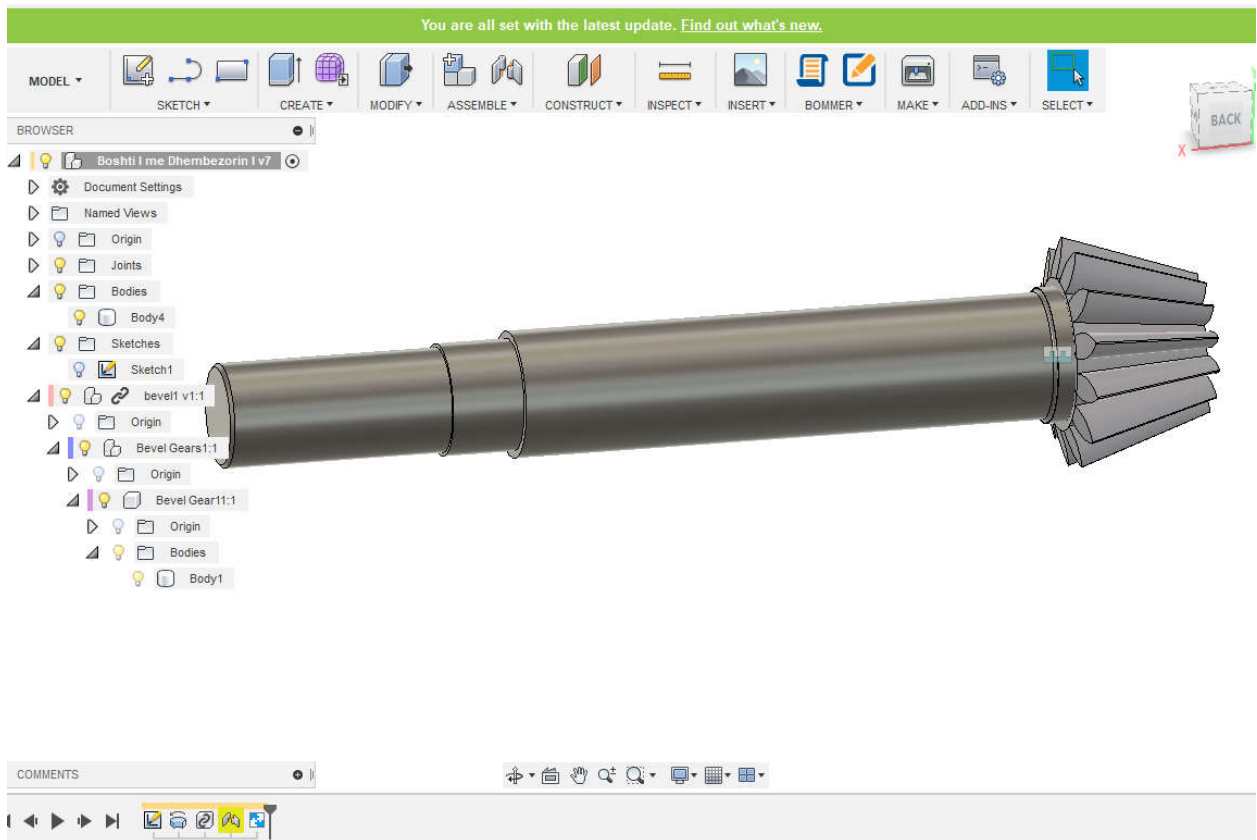 You are all set with the latest update. Find out what's new.
MODEL
SKETCH
CREATE
MODIFY
ASSEMBLE
CONSTRUCT
INSPECT
INSERT
BOMMER
MAKE
ADD-INS
SELECT
BROWSER
BACK
X
Boshti I me Dhembezorin I v7
Document Settings
Named Views
Origin
Joints
Bodies
Body4
Sketches
Sketch1
bevel1 v1:1
Origin
Bevel Gears1:1
Origin
Bevel Gear11:1
Origin
Bodies
Body1
COMMENTS